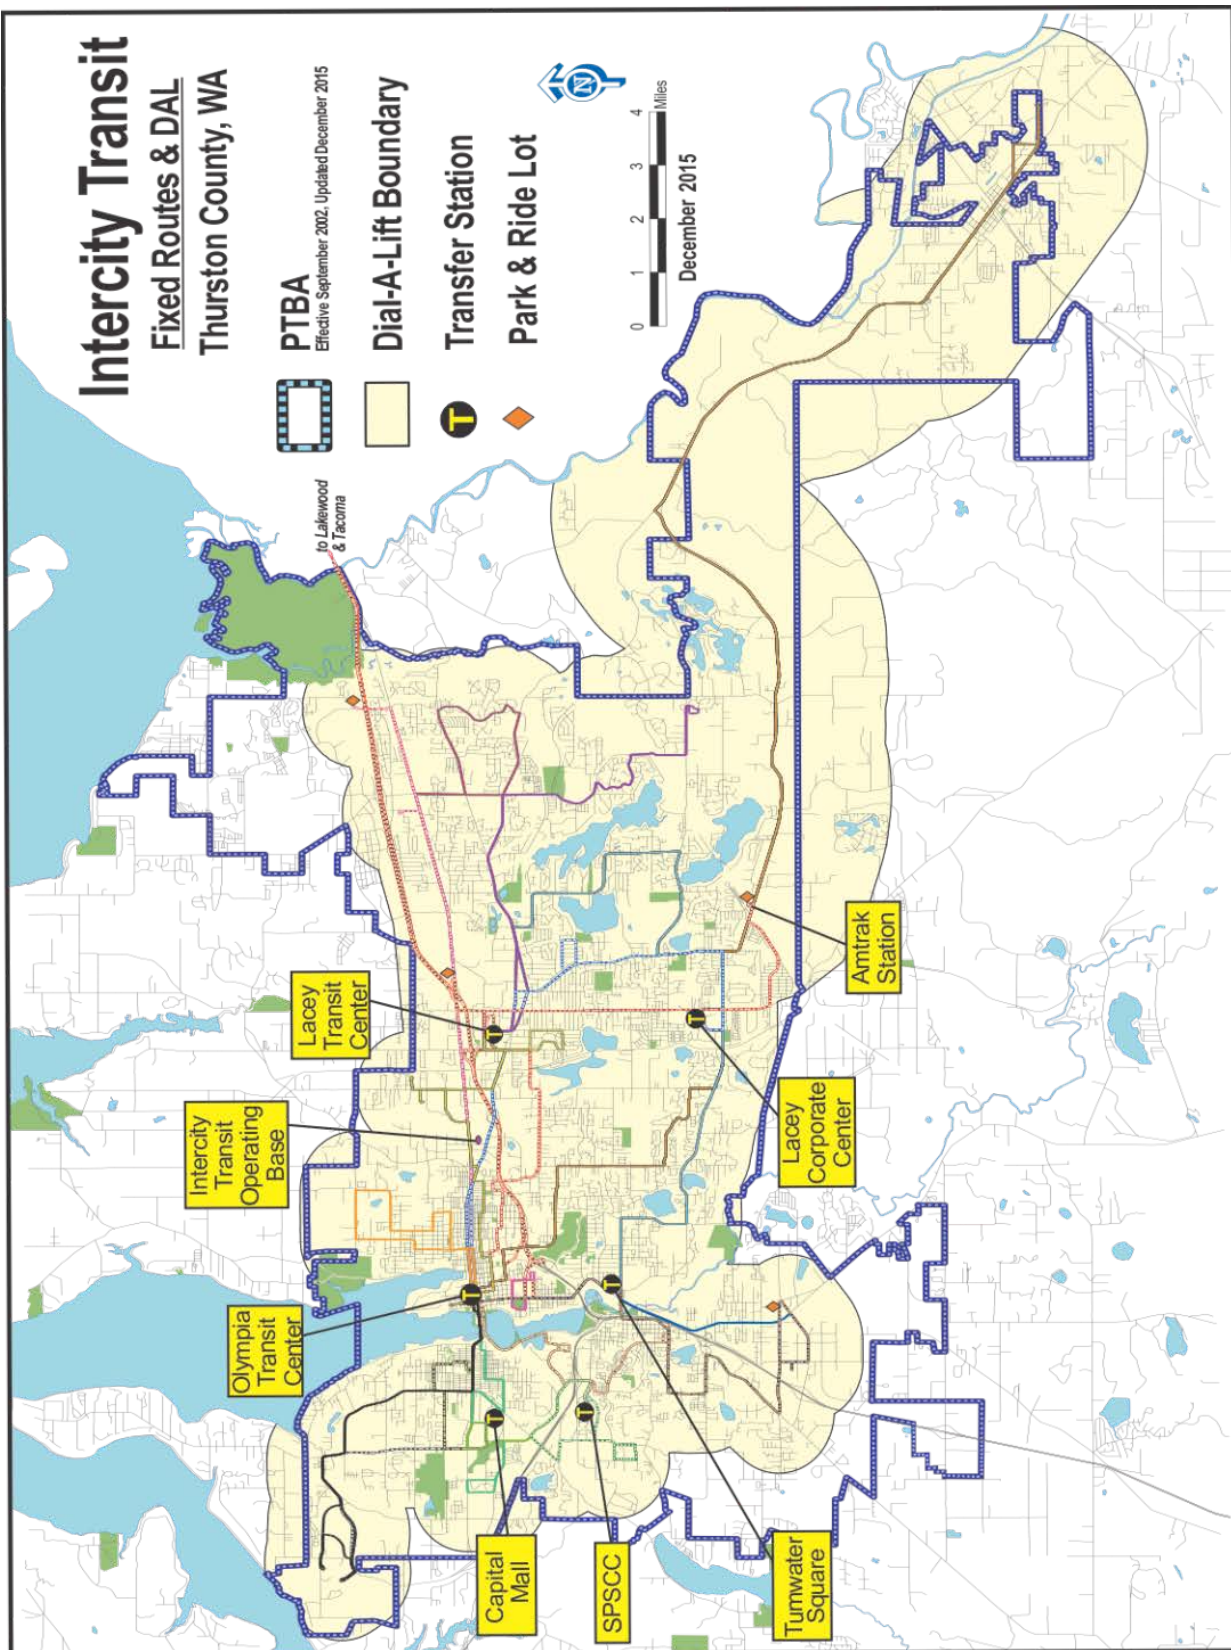 Intercity Transit
Fixed Routes & DAL
Thurston County, WA
PTBA
Effective September 2002, Updated December 2015
Dial-A-Lift Boundary
Transfer Station
T
Park & Ride Lot
N
0 1 2 3 4 Miles
December 2015
to Lakewood
& Tacoma
Lacey
Transit
Center
Intercity
Transit
Operating
Base
Olympia
Transit
Center
Capital
Mall
SPSCC
Tumwater
Square
Lacey
Corporate
Center
Amtrak
Station
T
T
T
T
T
T